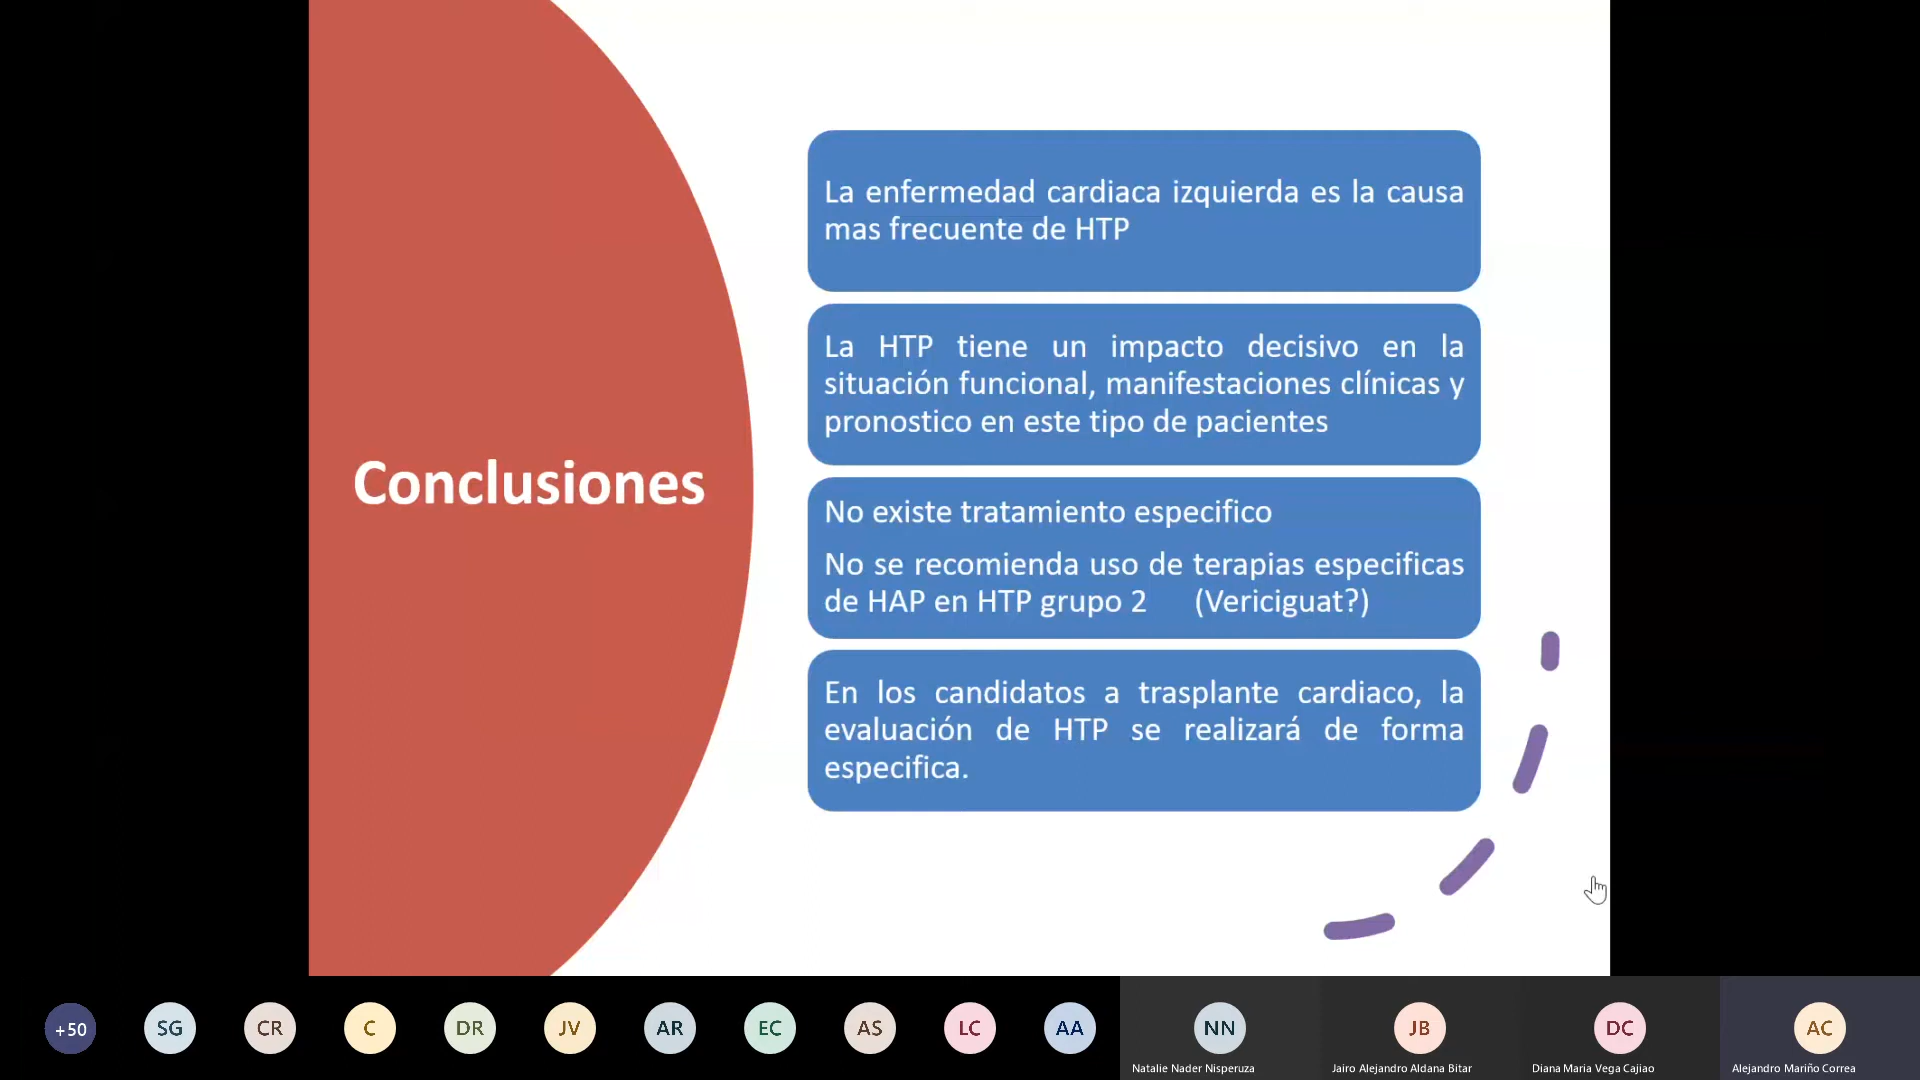 Conclusiones
La enfermedad cardiaca izquierda es la causa
mas frecuente de HTP
La HTP tiene un impacto decisivo en la
situación funcional, manifestaciones clínicas y
pronostico en este tipo de pacientes
No existe tratamiento especifico
No se recomienda uso de terapias especificas
de HAP en HTP grupo 2 (Vericiguat?)
En los candidatos a trasplante cardiaco, la
evaluación de HTP se realizará de forma
especifica.
+50 SG CR C DR JV AR EC AS LC AA NN JB DC AC
Natalie Nader Nisperuza Jairo Alejandro Aldana Bitar Diana Maria Vega Cajiao Alejandro Mariño Correa